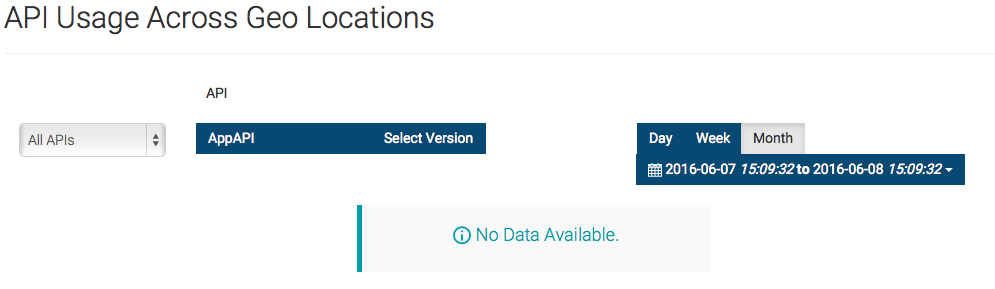 API Usage Across Geo Locations
API
All APIs
AppAPI Select Version
Day Week Month
2016-06-07 15:09:32 to 2016-06-08 15:09:32
No Data Available.